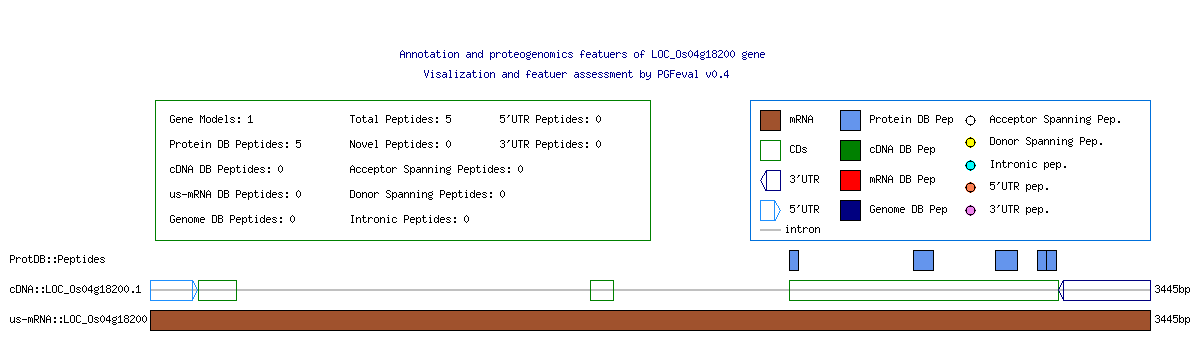 Annotation and proteogenomics featuers of LOC_Os04g18200 gene
Visalization and featuer assessment by PGFeval v0.4
Gene Models: 1 Total Peptides: 5 5'UTR Peptides: 0
Protein DB Peptides: 5 Novel Peptides: 0 3'UTR Peptides: 0
cDNA DB Peptides: 0 Acceptor Spanning Peptides: 0
us-mRNA DB Peptides: 0 Donor Spanning Peptides: 0
Genome DB Peptides: 0 Intronic Peptides: 0
mRNA Protein DB Pep Acceptor Spanning Pep.
CDs cDNA DB Pep Donor Spanning Pep.
3'UTR mRNA DB Pep Intronic pep.
5'UTR Genome DB Pep 5'UTR pep.
3'UTR pep.
intron
ProtDB::Peptides
cDNA::LOC_Os04g18200.1 3445bp
us-mRNA::LOC_Os04g18200 3445bp